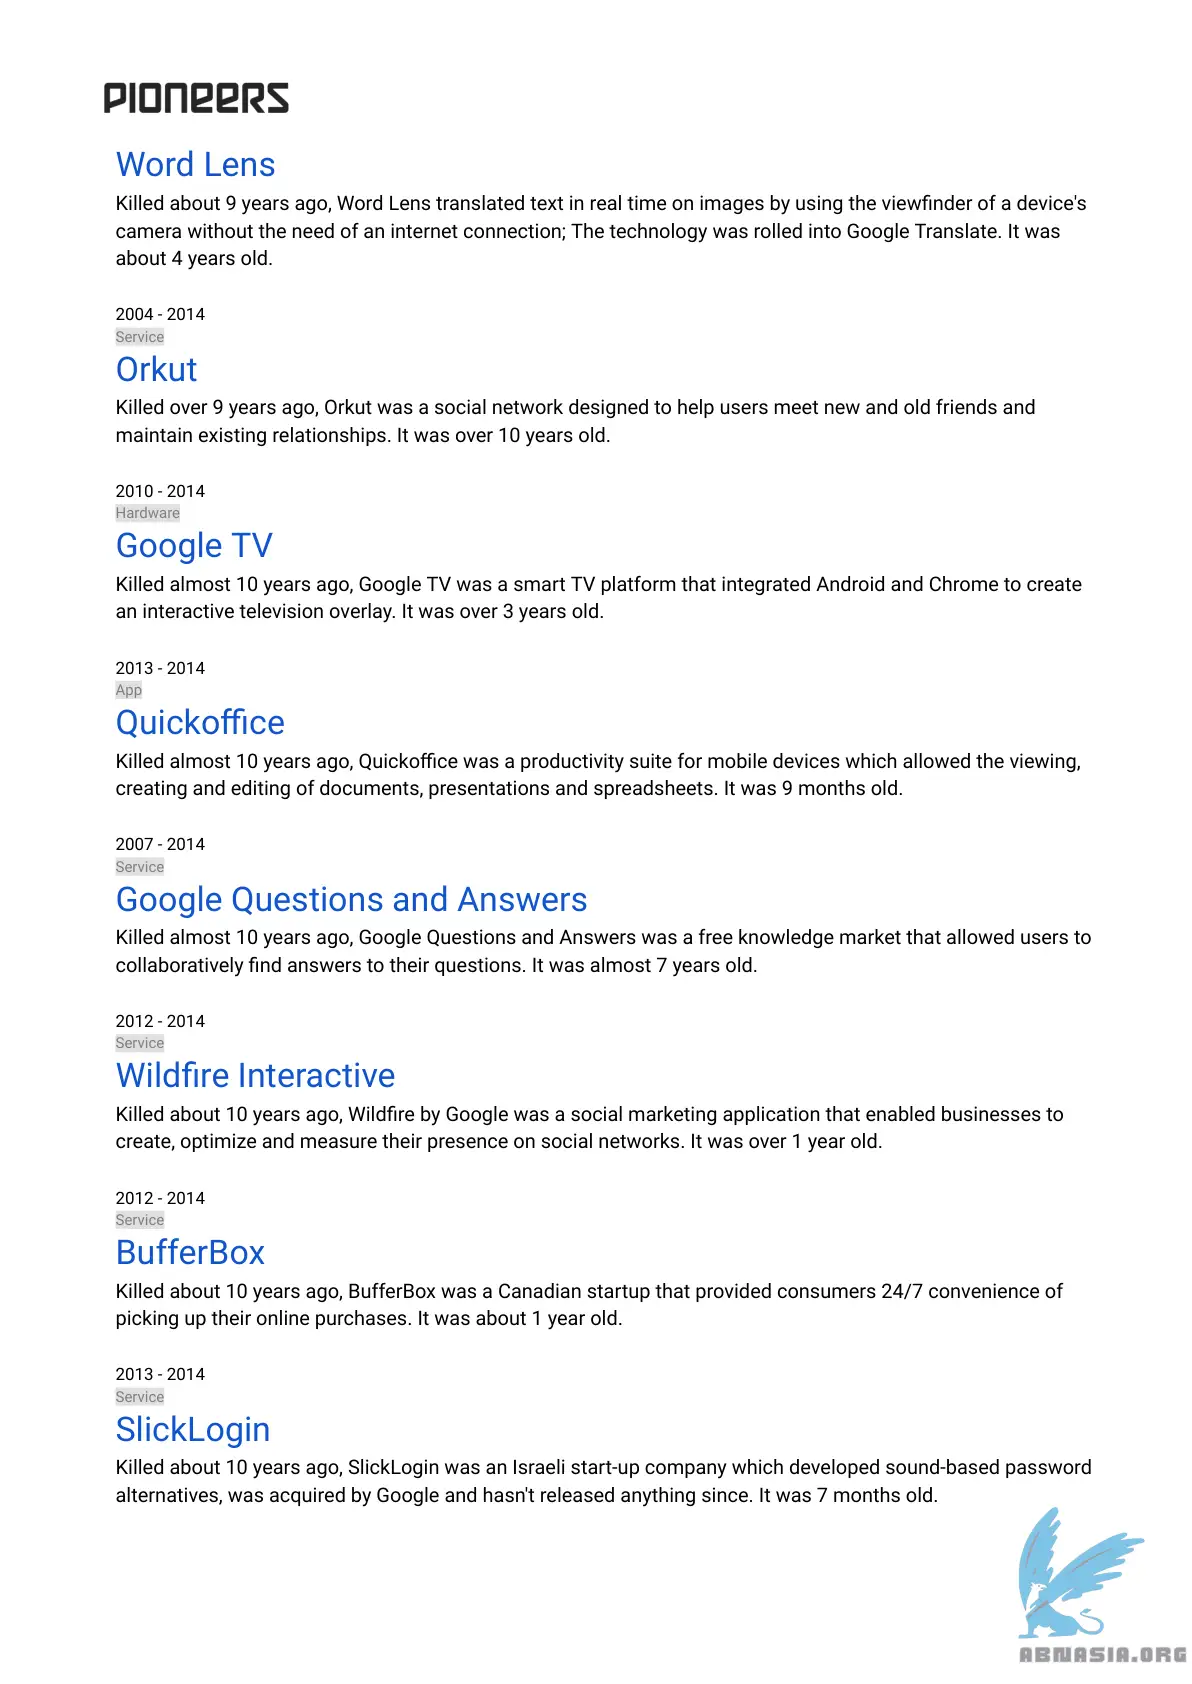 PIONEERS
Word Lens
Killed about 9 years ago, Word Lens translated text in real time on images by using the viewfinder of a device's
camera without the need of an internet connection; The technology was rolled into Google Translate. It was
about 4 years old.
2004 - 2014
Service
Orkut
Killed over 9 years ago, Orkut was a social network designed to help users meet new and old friends and
maintain existing relationships. It was over 10 years old.
2010 - 2014
Hardware
Google TV
Killed almost 10 years ago, Google TV was a smart TV platform that integrated Android and Chrome to create
an interactive television overlay. It was over 3 years old.
2013 - 2014
App
Quickoffice
Killed almost 10 years ago, Quickoffice was a productivity suite for mobile devices which allowed the viewing,
creating and editing of documents, presentations and spreadsheets. It was 9 months old.
2007 - 2014
Service
Google Questions and Answers
Killed almost 10 years ago, Google Questions and Answers was a free knowledge market that allowed users to
collaboratively find answers to their questions. It was almost 7 years old.
2012 - 2014
Service
Wildfire Interactive
Killed about 10 years ago, Wildfire by Google was a social marketing application that enabled businesses to
create, optimize and measure their presence on social networks. It was over 1 year old.
2012 - 2014
Service
BufferBox
Killed about 10 years ago, BufferBox was a Canadian startup that provided consumers 24/7 convenience of
picking up their online purchases. It was about 1 year old.
2013 - 2014
Service
SlickLogin
Killed about 10 years ago, SlickLogin was an Israeli start-up company which developed sound-based password
alternatives, was acquired by Google and hasn't released anything since. It was 7 months old.
ABNASIA.ORG